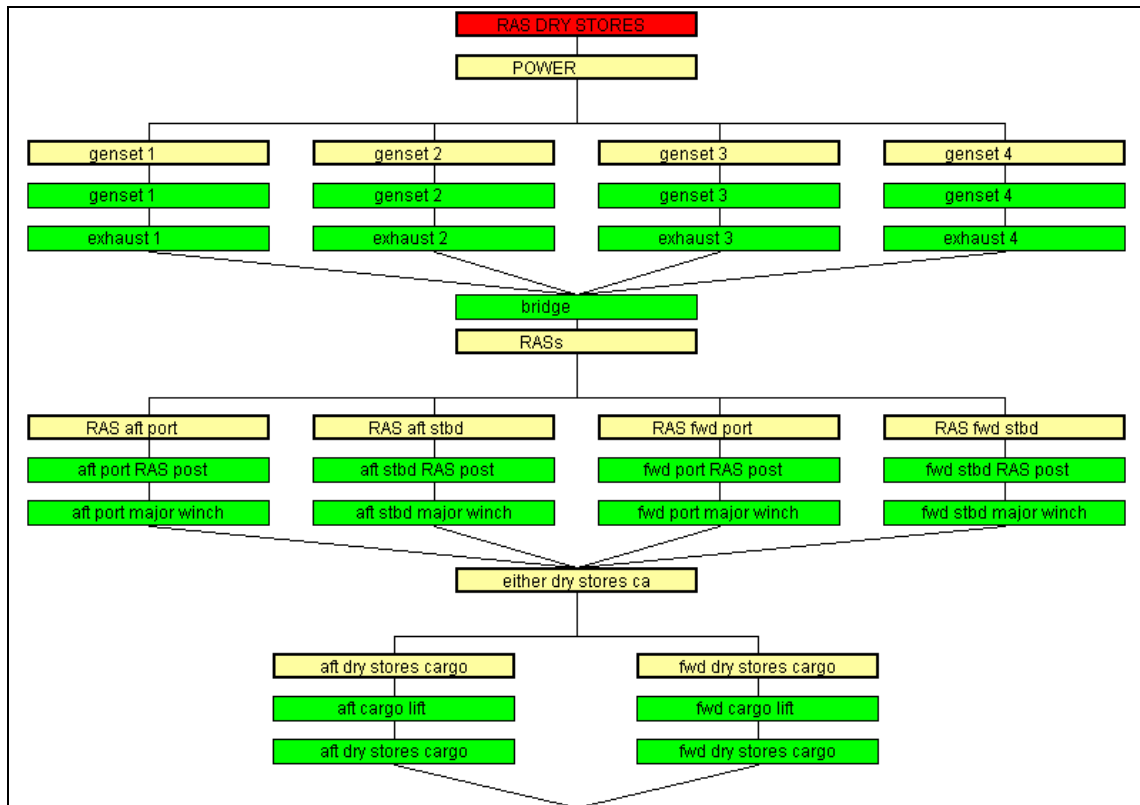 RAS DRY STORES
POWER
genset 1
genset 2
genset 3
genset 4
genset 1
genset 2
genset 3
genset 4
exhaust 1
exhaust 2
exhaust 3
exhaust 4
bridge
RASs
RAS aft port
RAS aft stbd
RAS fwd port
RAS fwd stbd
aft port RAS post
aft stbd RAS post
fwd port RAS post
fwd stbd RAS post
aft port major winch
aft stbd major winch
fwd port major winch
fwd stbd major winch
either dry stores ca
aft dry stores cargo
fwd dry stores cargo
aft cargo lift
fwd cargo lift
aft dry stores cargo
fwd dry stores cargo